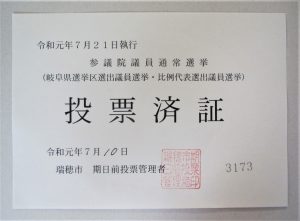 令和元年7月21日執行
参議院議員通常選挙
(岐阜県選挙区選出議員選挙・比例代表選出議員選挙)
投票済証
令和元年7月10日
瑞穂市 期日前投票管理者
3173